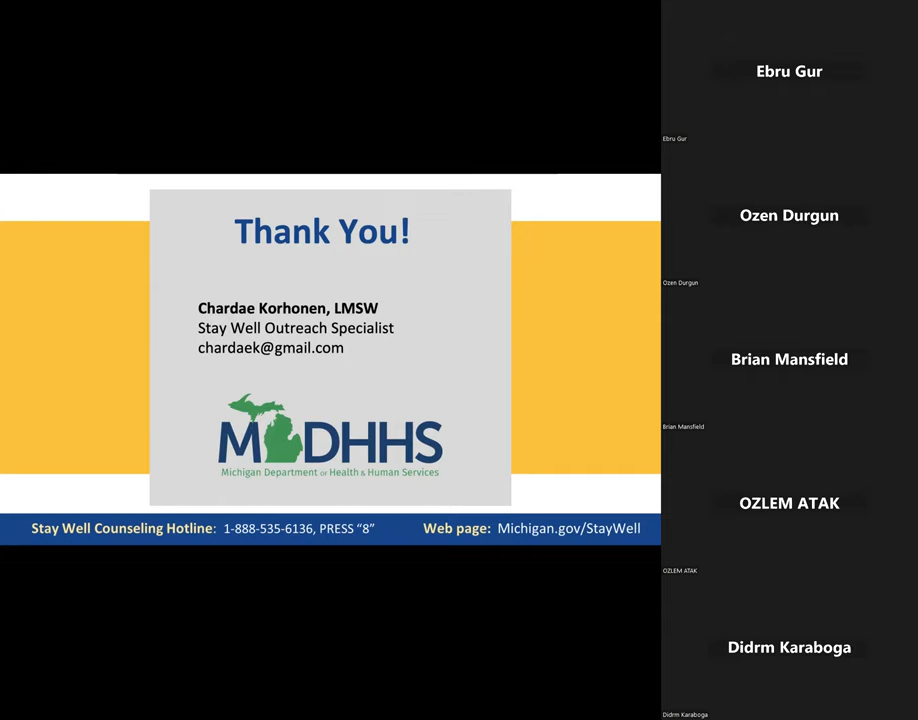 Thank You!
Chardae Korhonen, LMSW
Stay Well Outreach Specialist
chardaek@gmail.com
MDHHS
Michigan Department of Health & Human Services
Stay Well Counseling Hotline: 1-888-535-6136, PRESS “8” Web page: Michigan.gov/StayWell
Ebru Gur
Ebru Gur
Ozen Durgun
Ozen Durgun
Brian Mansfield
Brian Mansfield
OZLEM ATAK
OZLEM ATAK
Didrm Karaboga
Didrm Karaboga